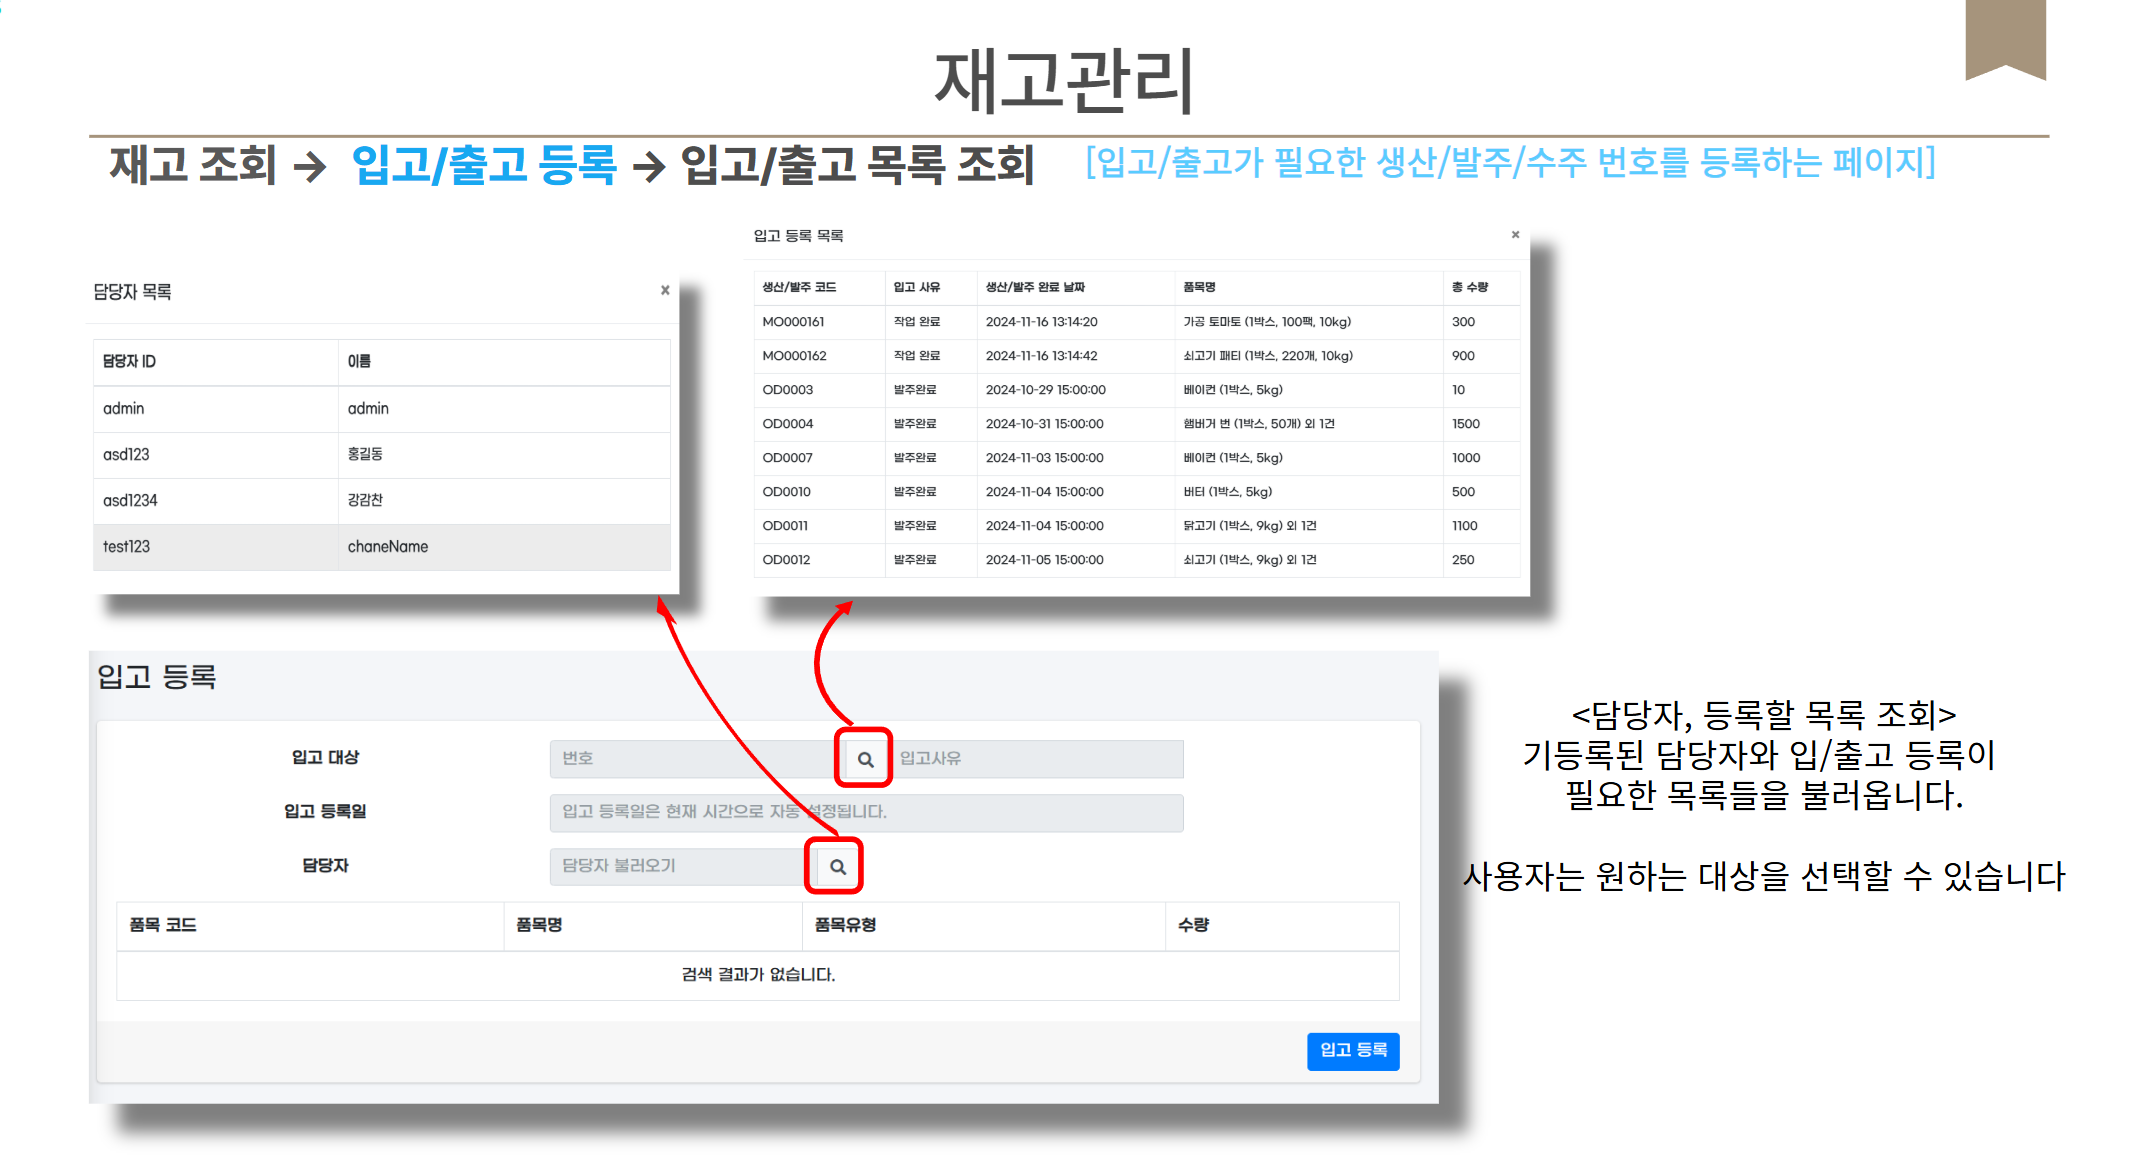 재고관리
재고 조회 → 입고/출고 등록 → 입고/출고 목록 조회 [입고/출고가 필요한 생산/발주/수주 번호를 등록하는 페이지]
담당자 목록 ×
담당자 ID 이름
admin admin
asd123 홍길동
asd1234 강감찬
test123 chaneName
입고 등록 목록 ×
생산/발주 코드 입고 사유 생산/발주 완료 날짜 품목명 총 수량
MO000161 작업 완료 2024-11-16 13:14:20 가공 토마토 (1박스, 100팩, 10kg) 300
MO000162 작업 완료 2024-11-16 13:14:42 쇠고기 패티 (1박스, 220개, 10kg) 900
OD0003 발주완료 2024-10-29 15:00:00 베이컨 (1박스, 5kg) 10
OD0004 발주완료 2024-10-31 15:00:00 햄버거 번 (1박스, 50개) 외 1건 1500
OD0007 발주완료 2024-11-03 15:00:00 베이컨 (1박스, 5kg) 1000
OD0010 발주완료 2024-11-04 15:00:00 버터 (1박스, 5kg) 500
OD0011 발주완료 2024-11-04 15:00:00 닭고기 (1박스, 9kg) 외 1건 1100
OD0012 발주완료 2024-11-05 15:00:00 쇠고기 (1박스, 9kg) 외 1건 250
입고 등록
입고 대상 번호 입고사유
입고 등록일 입고 등록일은 현재 시간으로 자동 설정됩니다.
담당자 담당자 불러오기
품목 코드 품목명 품목유형 수량
검색 결과가 없습니다.
입고 등록
<담당자, 등록할 목록 조회>
기등록된 담당자와 입/출고 등록이
필요한 목록들을 불러옵니다.
사용자는 원하는 대상을 선택할 수 있습니다